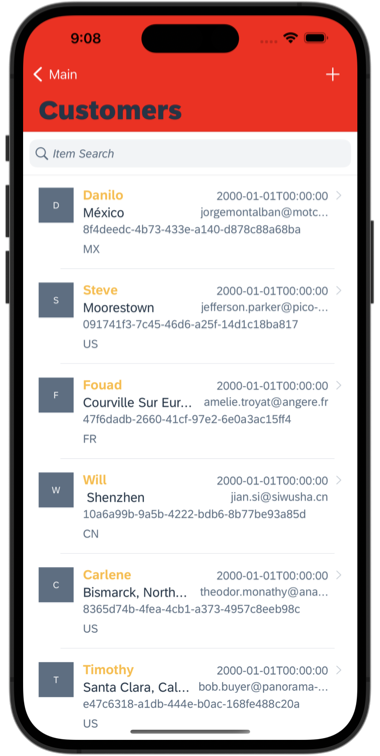 9:08
Main
Customers
Item Search
D Danilo 2000-01-01T00:00:00
México jorgemontalban@motc...
8f4deedc-4b73-433e-a140-d878c88a68ba
MX
S Steve 2000-01-01T00:00:00
Moorestown jefferson.parker@pico-...
091741f3-7c45-46d6-a25f-14d1c18ba817
US
F Fouad 2000-01-01T00:00:00
Courville Sur Eur... amelie.troyat@angere.fr
47f6dadb-2660-41cf-97e2-6e0a3ac15ff4
FR
W Will 2000-01-01T00:00:00
Shenzhen jian.si@siwusha.cn
10a6a99b-9a5b-4222-bdb6-8b77be93a85d
CN
C Carlene 2000-01-01T00:00:00
Bismarck, North... theodor.monathy@ana...
8365d74b-4fea-4cb1-a373-4957c8eeb98c
US
T Timothy 2000-01-01T00:00:00
Santa Clara, Cal... bob.buyer@panorama-...
e47c6318-a1db-444e-b0ac-168fe488c20a
US